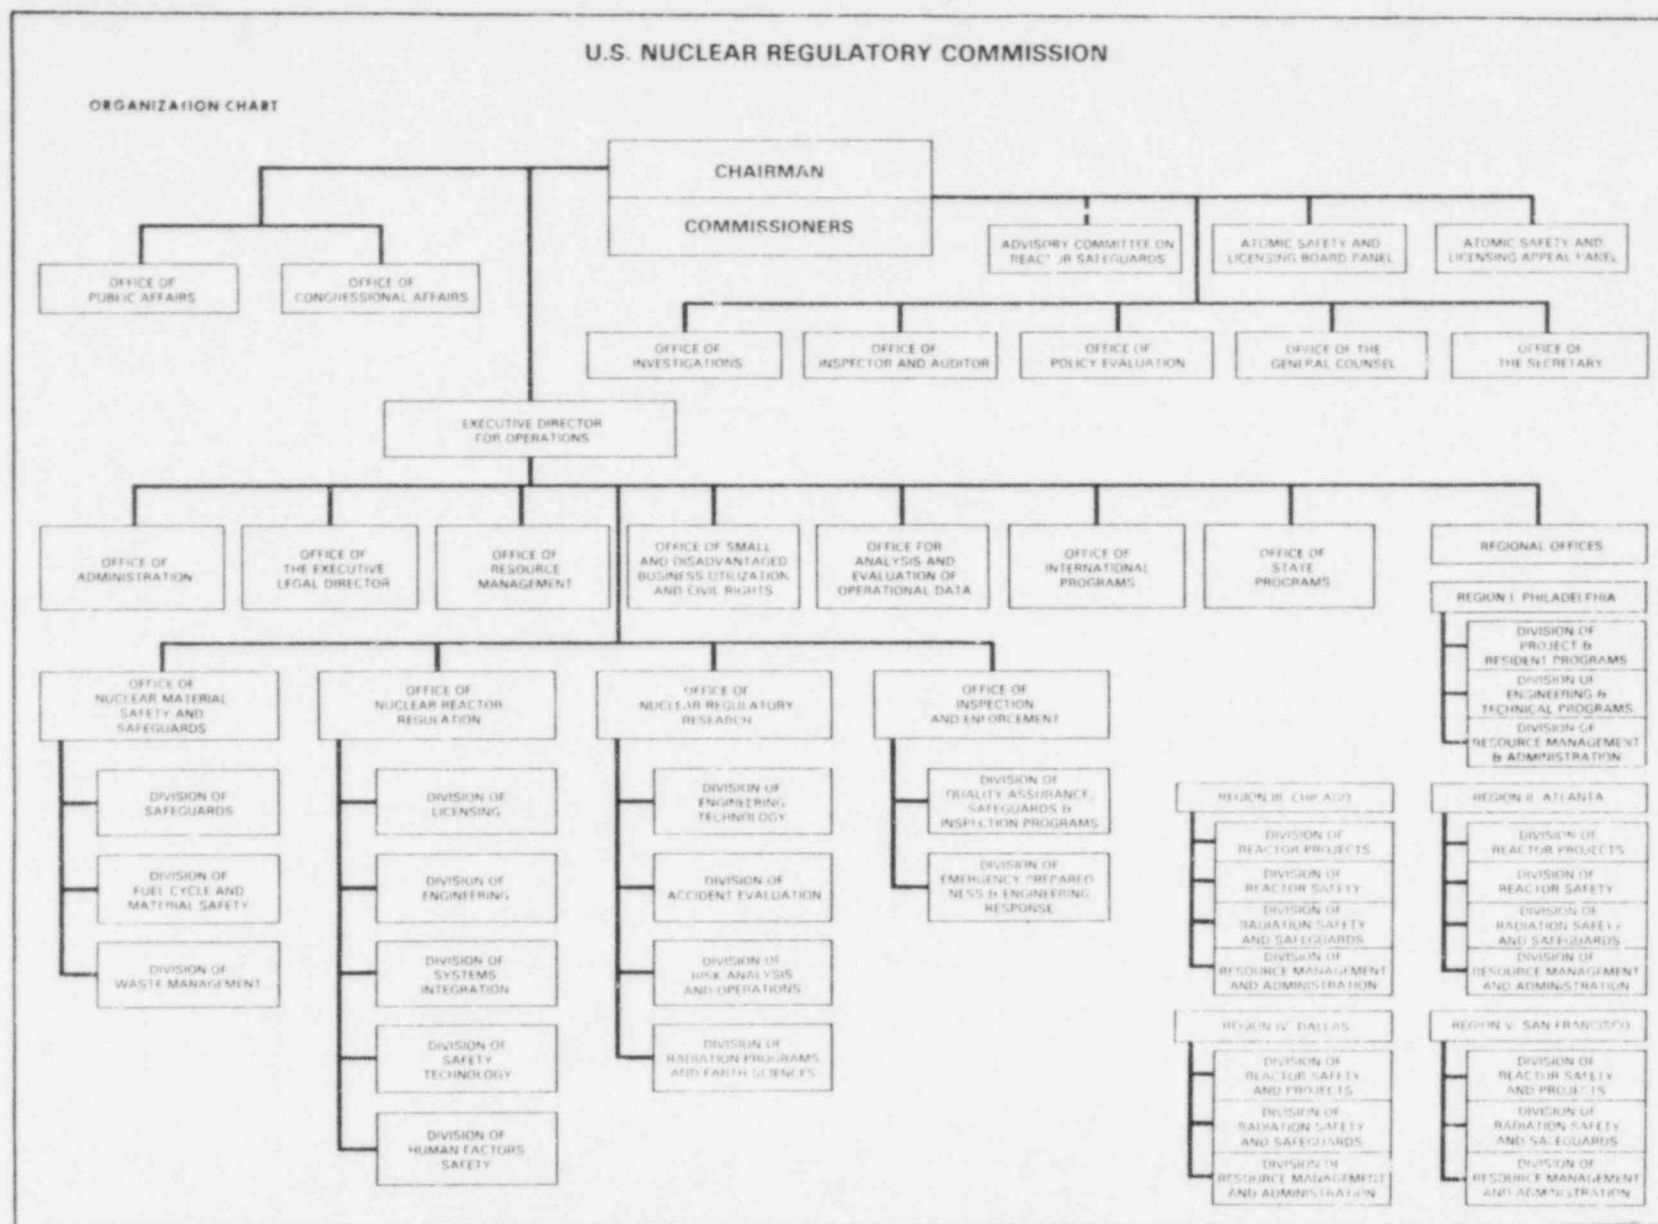 U.S. NUCLEAR REGULATORY COMMISSION
ORGANIZATION CHART
CHAIRMAN
COMMISSIONERS
OFFICE OF
PUBLIC AFFAIRS
OFFICE OF
CONGRESSIONAL AFFAIRS
ADVISORY COMMITTEE ON
REACTOR SAFEGUARDS
ATOMIC SAFETY AND
LICENSING BOARD PANEL
ATOMIC SAFETY AND
LICENSING APPEAL PANEL
OFFICE OF
INVESTIGATIONS
OFFICE OF
INSPECTOR AND AUDITOR
OFFICE OF
POLICY EVALUATION
OFFICE OF THE
GENERAL COUNSEL
OFFICE OF
THE SECRETARY
EXECUTIVE DIRECTOR
FOR OPERATIONS
OFFICE OF
ADMINISTRATION
OFFICE OF
THE EXECUTIVE
LEGAL DIRECTOR
OFFICE OF
RESOURCE
MANAGEMENT
OFFICE OF SMALL
AND DISADVANTAGED
BUSINESS UTILIZATION
AND CIVIL RIGHTS
OFFICE FOR
ANALYSIS AND
EVALUATION OF
OPERATIONAL DATA
OFFICE OF
INTERNATIONAL
PROGRAMS
OFFICE OF
STATE
PROGRAMS
REGIONAL OFFICES
REGION I. PHILADELPHIA
DIVISION OF
PROJECT &
RESIDENT PROGRAMS
DIVISION OF
ENGINEERING &
TECHNICAL PROGRAMS
DIVISION OF
RESOURCE MANAGEMENT
& ADMINISTRATION
OFFICE OF
NUCLEAR MATERIAL
SAFETY AND
SAFEGUARDS
DIVISION OF
SAFEGUARDS
DIVISION OF
FUEL CYCLE AND
MATERIAL SAFETY
DIVISION OF
WASTE MANAGEMENT
OFFICE OF
NUCLEAR REACTOR
REGULATION
DIVISION OF
LICENSING
DIVISION OF
ENGINEERING
DIVISION OF
SYSTEMS
INTEGRATION
DIVISION OF
SAFETY
TECHNOLOGY
DIVISION OF
HUMAN FACTORS
SAFETY
OFFICE OF
NUCLEAR REGULATORY
RESEARCH
DIVISION OF
ENGINEERING
TECHNOLOGY
DIVISION OF
ACCIDENT EVALUATION
DIVISION OF
RISK ANALYSIS
AND OPERATIONS
DIVISION OF
RADIATION PROGRAMS
AND EARTH SCIENCES
OFFICE OF
INSPECTION
AND ENFORCEMENT
DIVISION OF
QUALITY ASSURANCE,
SAFEGUARDS &
INSPECTION PROGRAMS
DIVISION OF
EMERGENCY PREPARED
NESS & ENGINEERING
RESPONSE
REGION III. CHICAGO
DIVISION OF
REACTOR PROJECTS
DIVISION OF
REACTOR SAFETY
DIVISION OF
RADIATION SAFETY
AND SAFEGUARDS
DIVISION OF
RESOURCE MANAGEMENT
AND ADMINISTRATION
REGION II. ATLANTA
DIVISION OF
REACTOR PROJECTS
DIVISION OF
REACTOR SAFETY
DIVISION OF
RADIATION SAFETY
AND SAFEGUARDS
DIVISION OF
RESOURCE MANAGEMENT
AND ADMINISTRATION
REGION IV. DALLAS
DIVISION OF
REACTOR SAFETY
AND PROJECTS
DIVISION OF
RADIATION SAFETY
AND SAFEGUARDS
DIVISION OF
RESOURCE MANAGEMENT
AND ADMINISTRATION
REGION V. SAN FRANCISCO
DIVISION OF
REACTOR SAFETY
AND PROJECTS
DIVISION OF
RADIATION SAFETY
AND SAFEGUARDS
DIVISION OF
RESOURCE MANAGEMENT
AND ADMINISTRATION